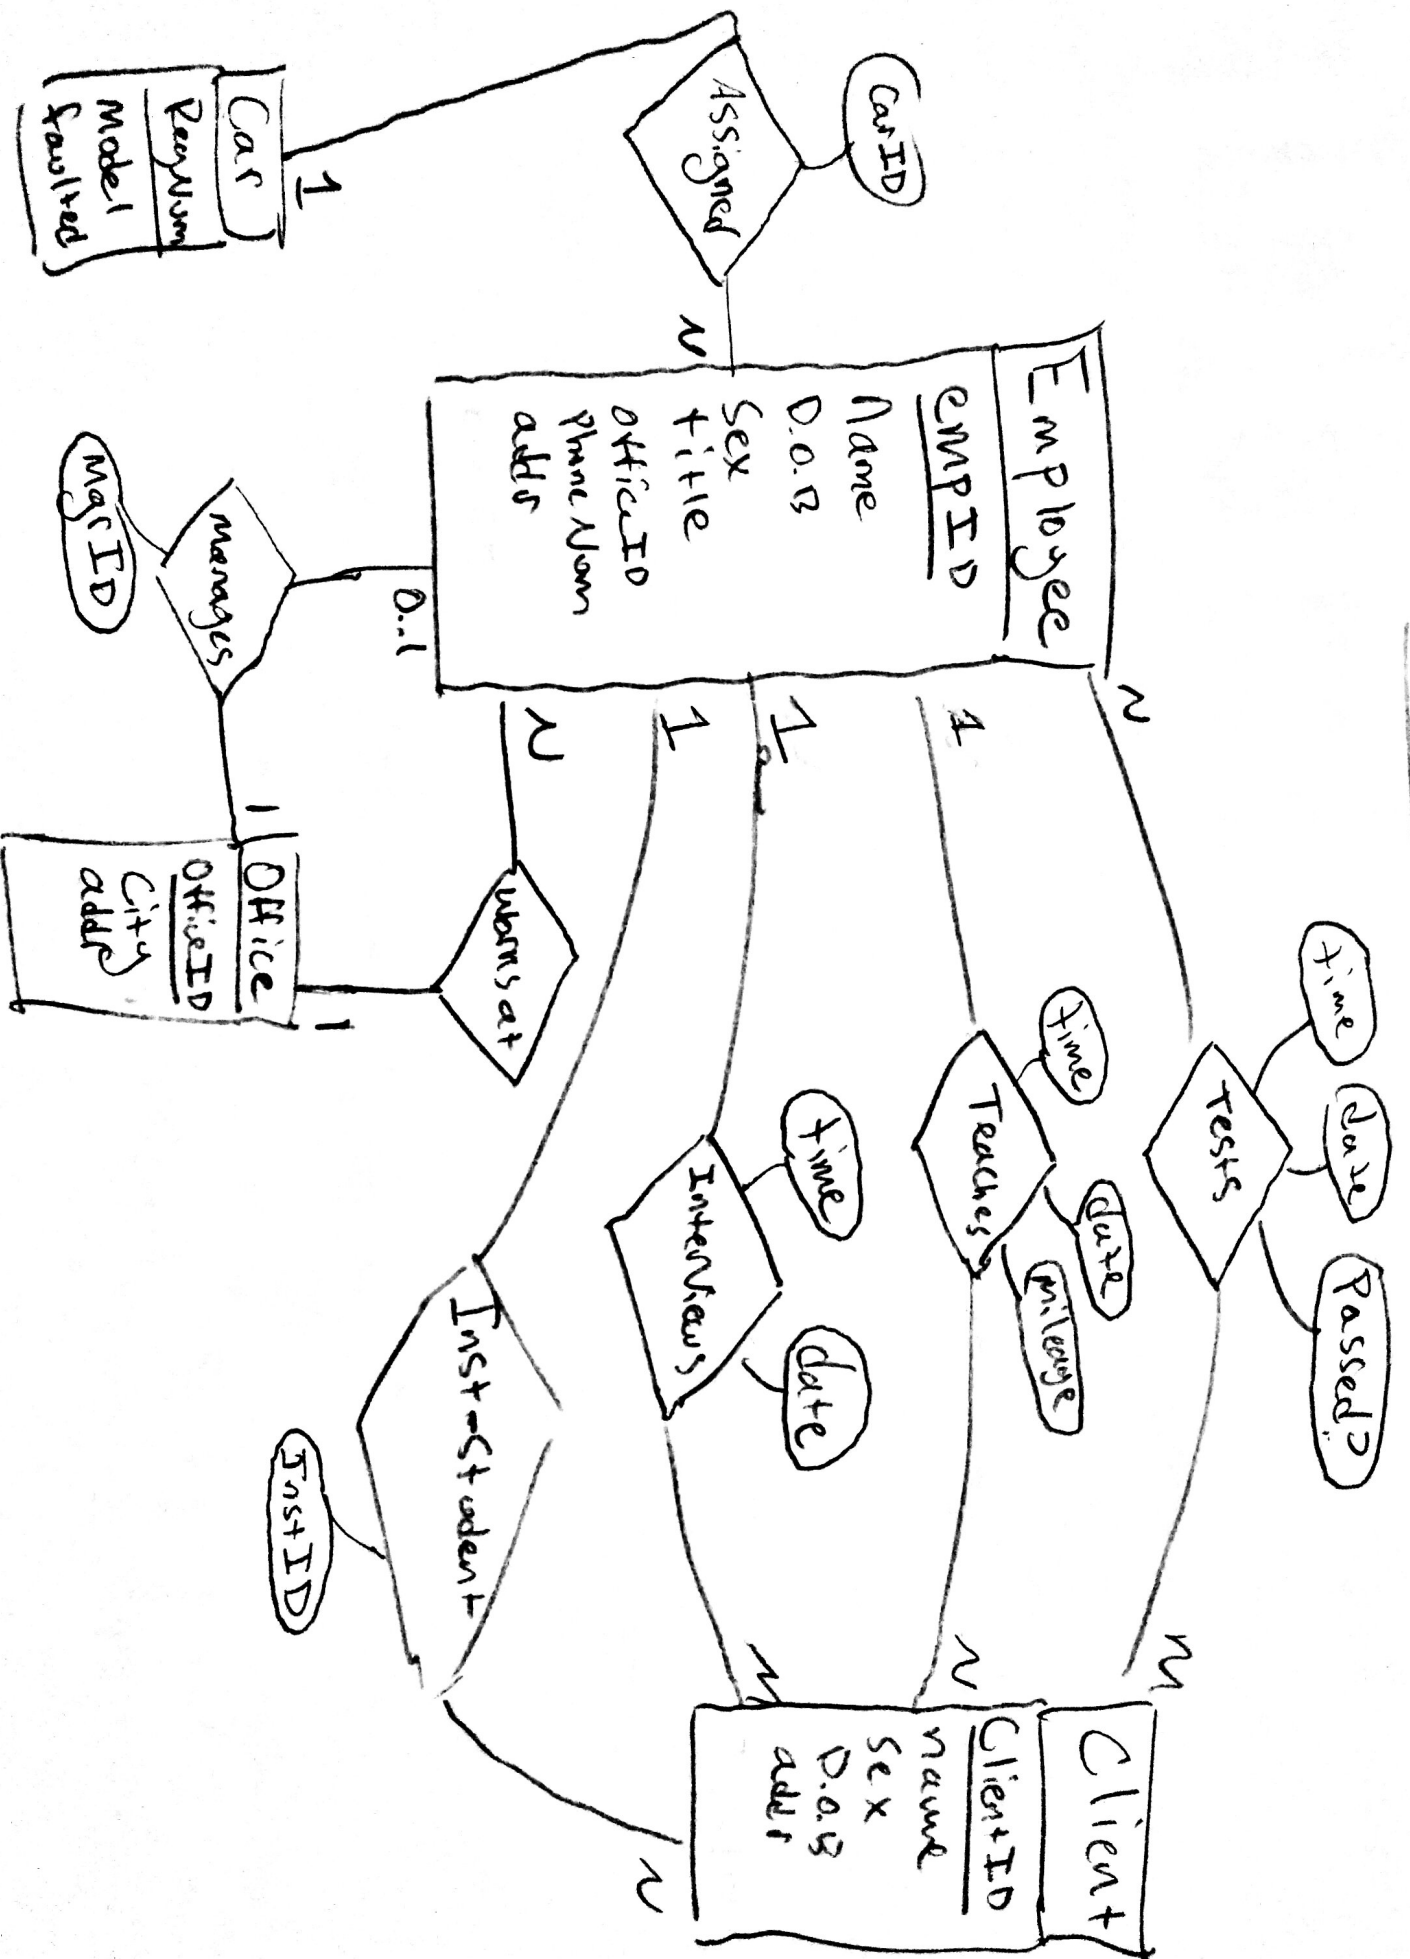 Employee
empID
Name
D.O.B
Sex
title
officeID
Phone Num
addr
N
1
1
1
N
0..1
N
Assigned
CarID
1
Car
RegNum
Model
faulted
Manages
MgrID
1
Office
OfficeID
City
addr
1
Works at
Tests
time
date
Passed?
M
Teaches
time
date
mileage
N
Interviews
time
date
N
Inst-Student
InstID
N
Client
ClientID
name
Sex
D.O.B
addr